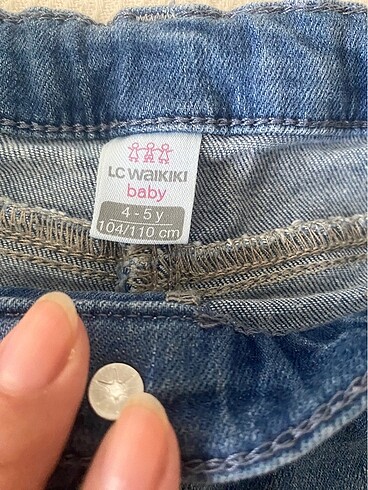 LC WAIKIKI
baby
4 - 5 y
104/110 cm